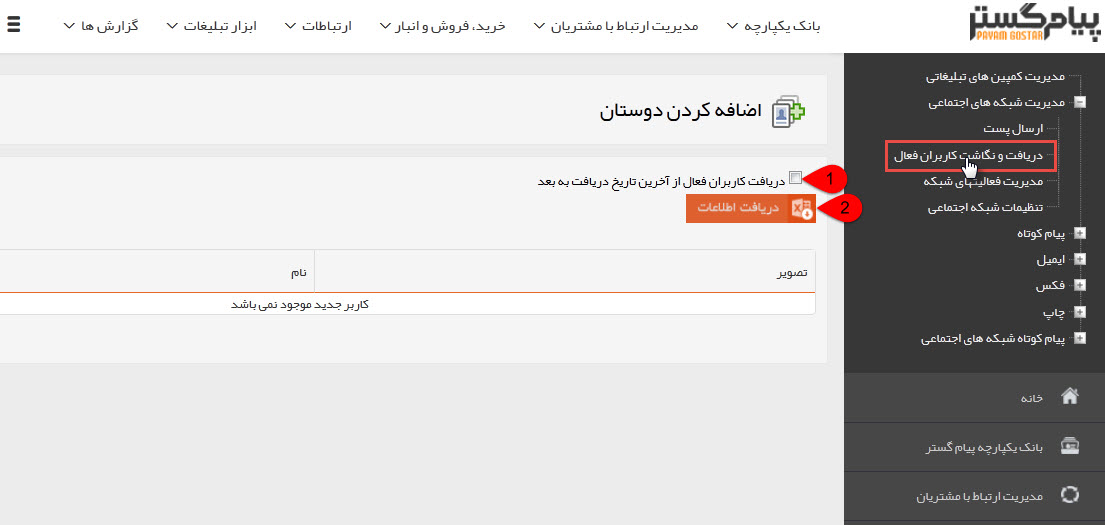 پیام‌گستر
PAYAM GOSTAR
بانک یکپارچه
مدیریت ارتباط با مشتریان
خرید، فروش و انبار
ارتباطات
ابزار تبلیغات
گزارش ها
مدیریت کمپین های تبلیغاتی
مدیریت شبکه های اجتماعی
ارسال پست
دریافت و نگاشت کاربران فعال
مدیریت فعالیتهای شبکه
تنظیمات شبکه اجتماعی
پیام کوتاه
ایمیل
فکس
چاپ
پیام کوتاه شبکه های اجتماعی
خانه
بانک یکپارچه پیام گستر
مدیریت ارتباط با مشتریان
اضافه کردن دوستان
1
دریافت کاربران فعال از آخرین تاریخ دریافت به بعد
2
دریافت اطلاعات
تصویر
نام
کاربر جدید موجود نمی باشد